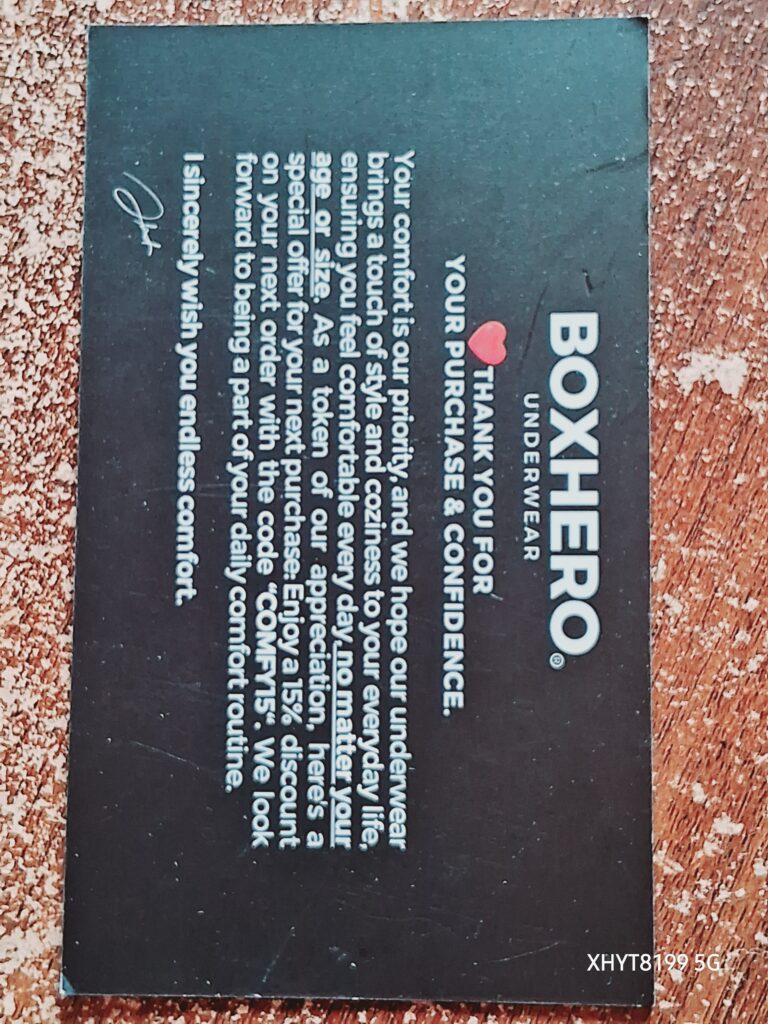 BOXHERO®
UNDERWEAR
THANK YOU FOR
YOUR PURCHASE & CONFIDENCE.
Your comfort is our priority, and we hope our underwear
brings a touch of style and coziness to your everyday life,
ensuring you feel comfortable every day, no matter your
age or size. As a token of our appreciation, here's a
special offer for your next purchase: Enjoy a 15% discount
on your next order with the code "COMFY15". We look
forward to being a part of your daily comfort routine.
I sincerely wish you endless comfort.
XHYT8199 5G